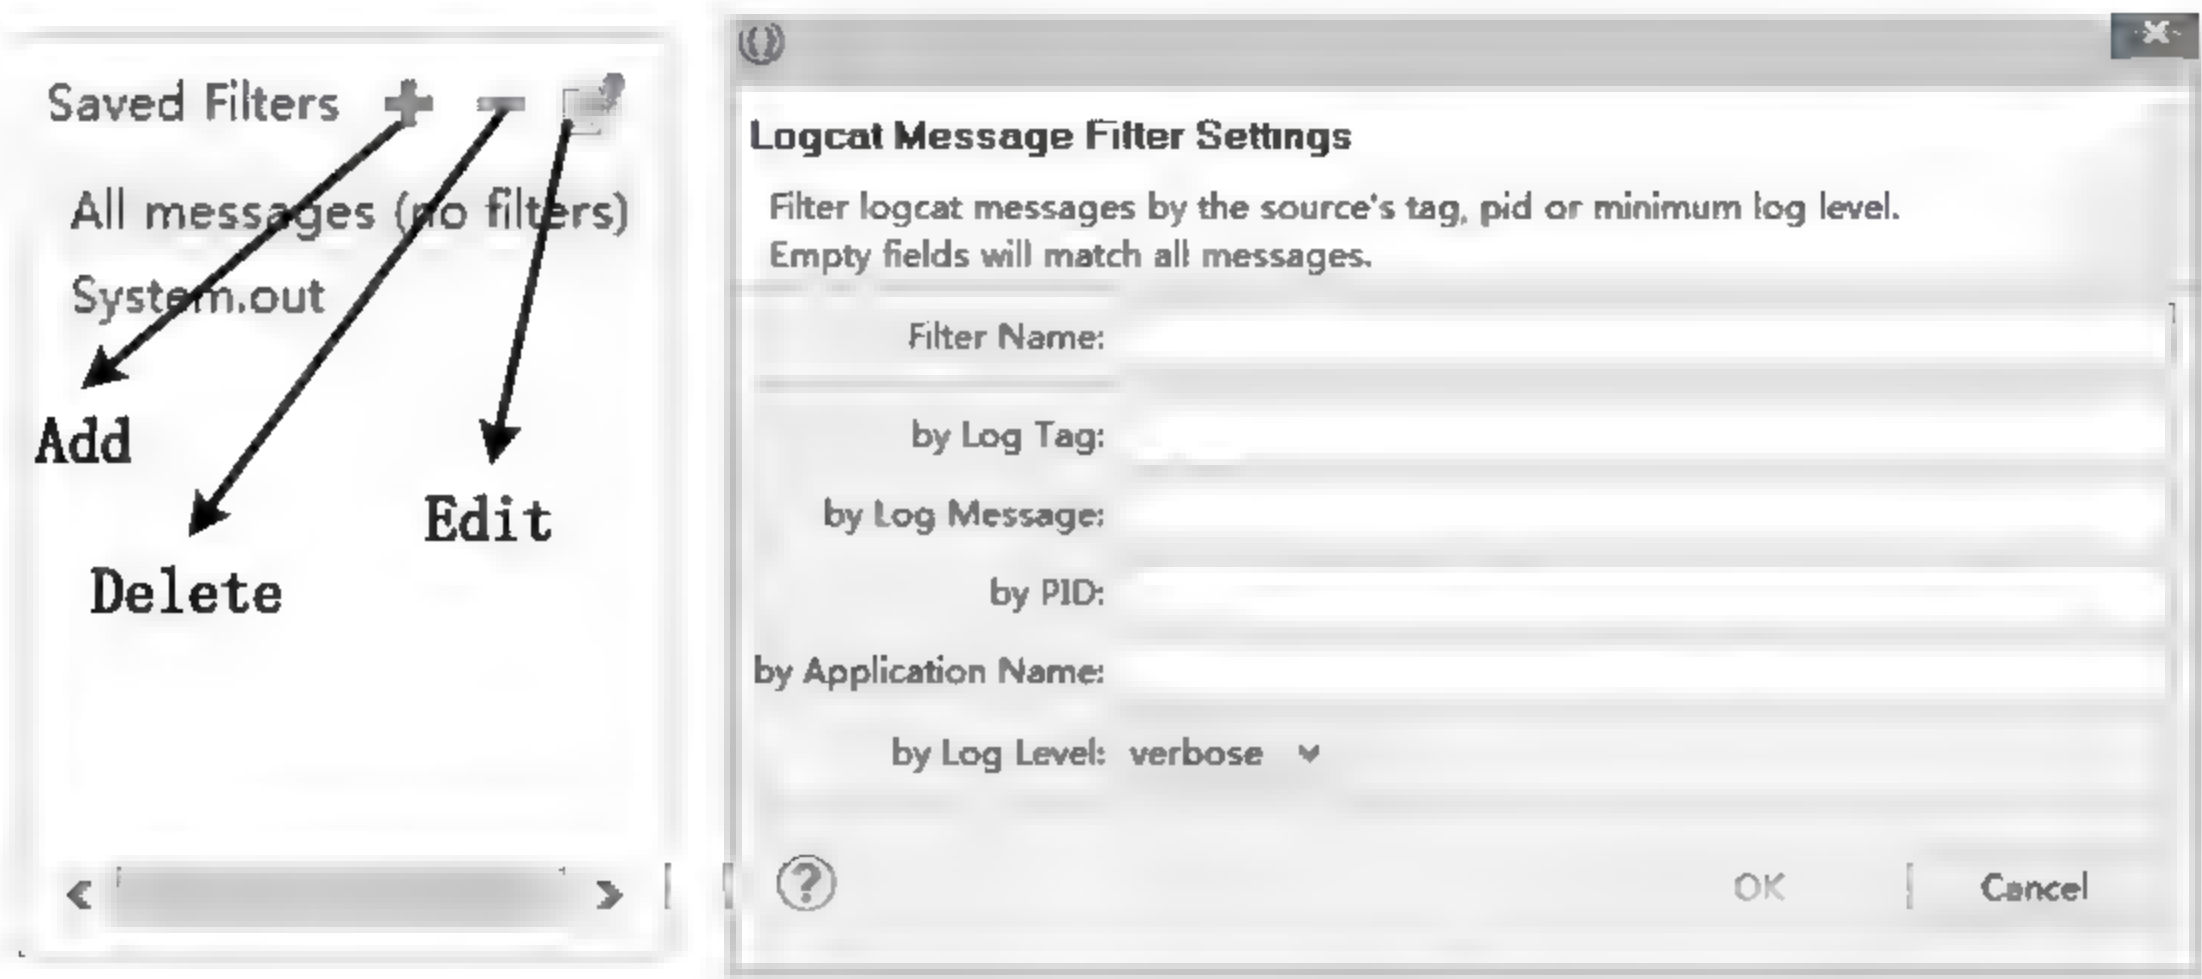 Saved Filters
All messages (no filters)
System.out
Add
Edit
Delete
Logcat Message Filter Settings
Filter logcat messages by the source's tag, pid or minimum log level.
Empty fields will match all messages.
Filter Name:
by Log Tag:
by Log Message:
by PID:
by Application Name:
by Log Level: verbose
?
OK
Cancel